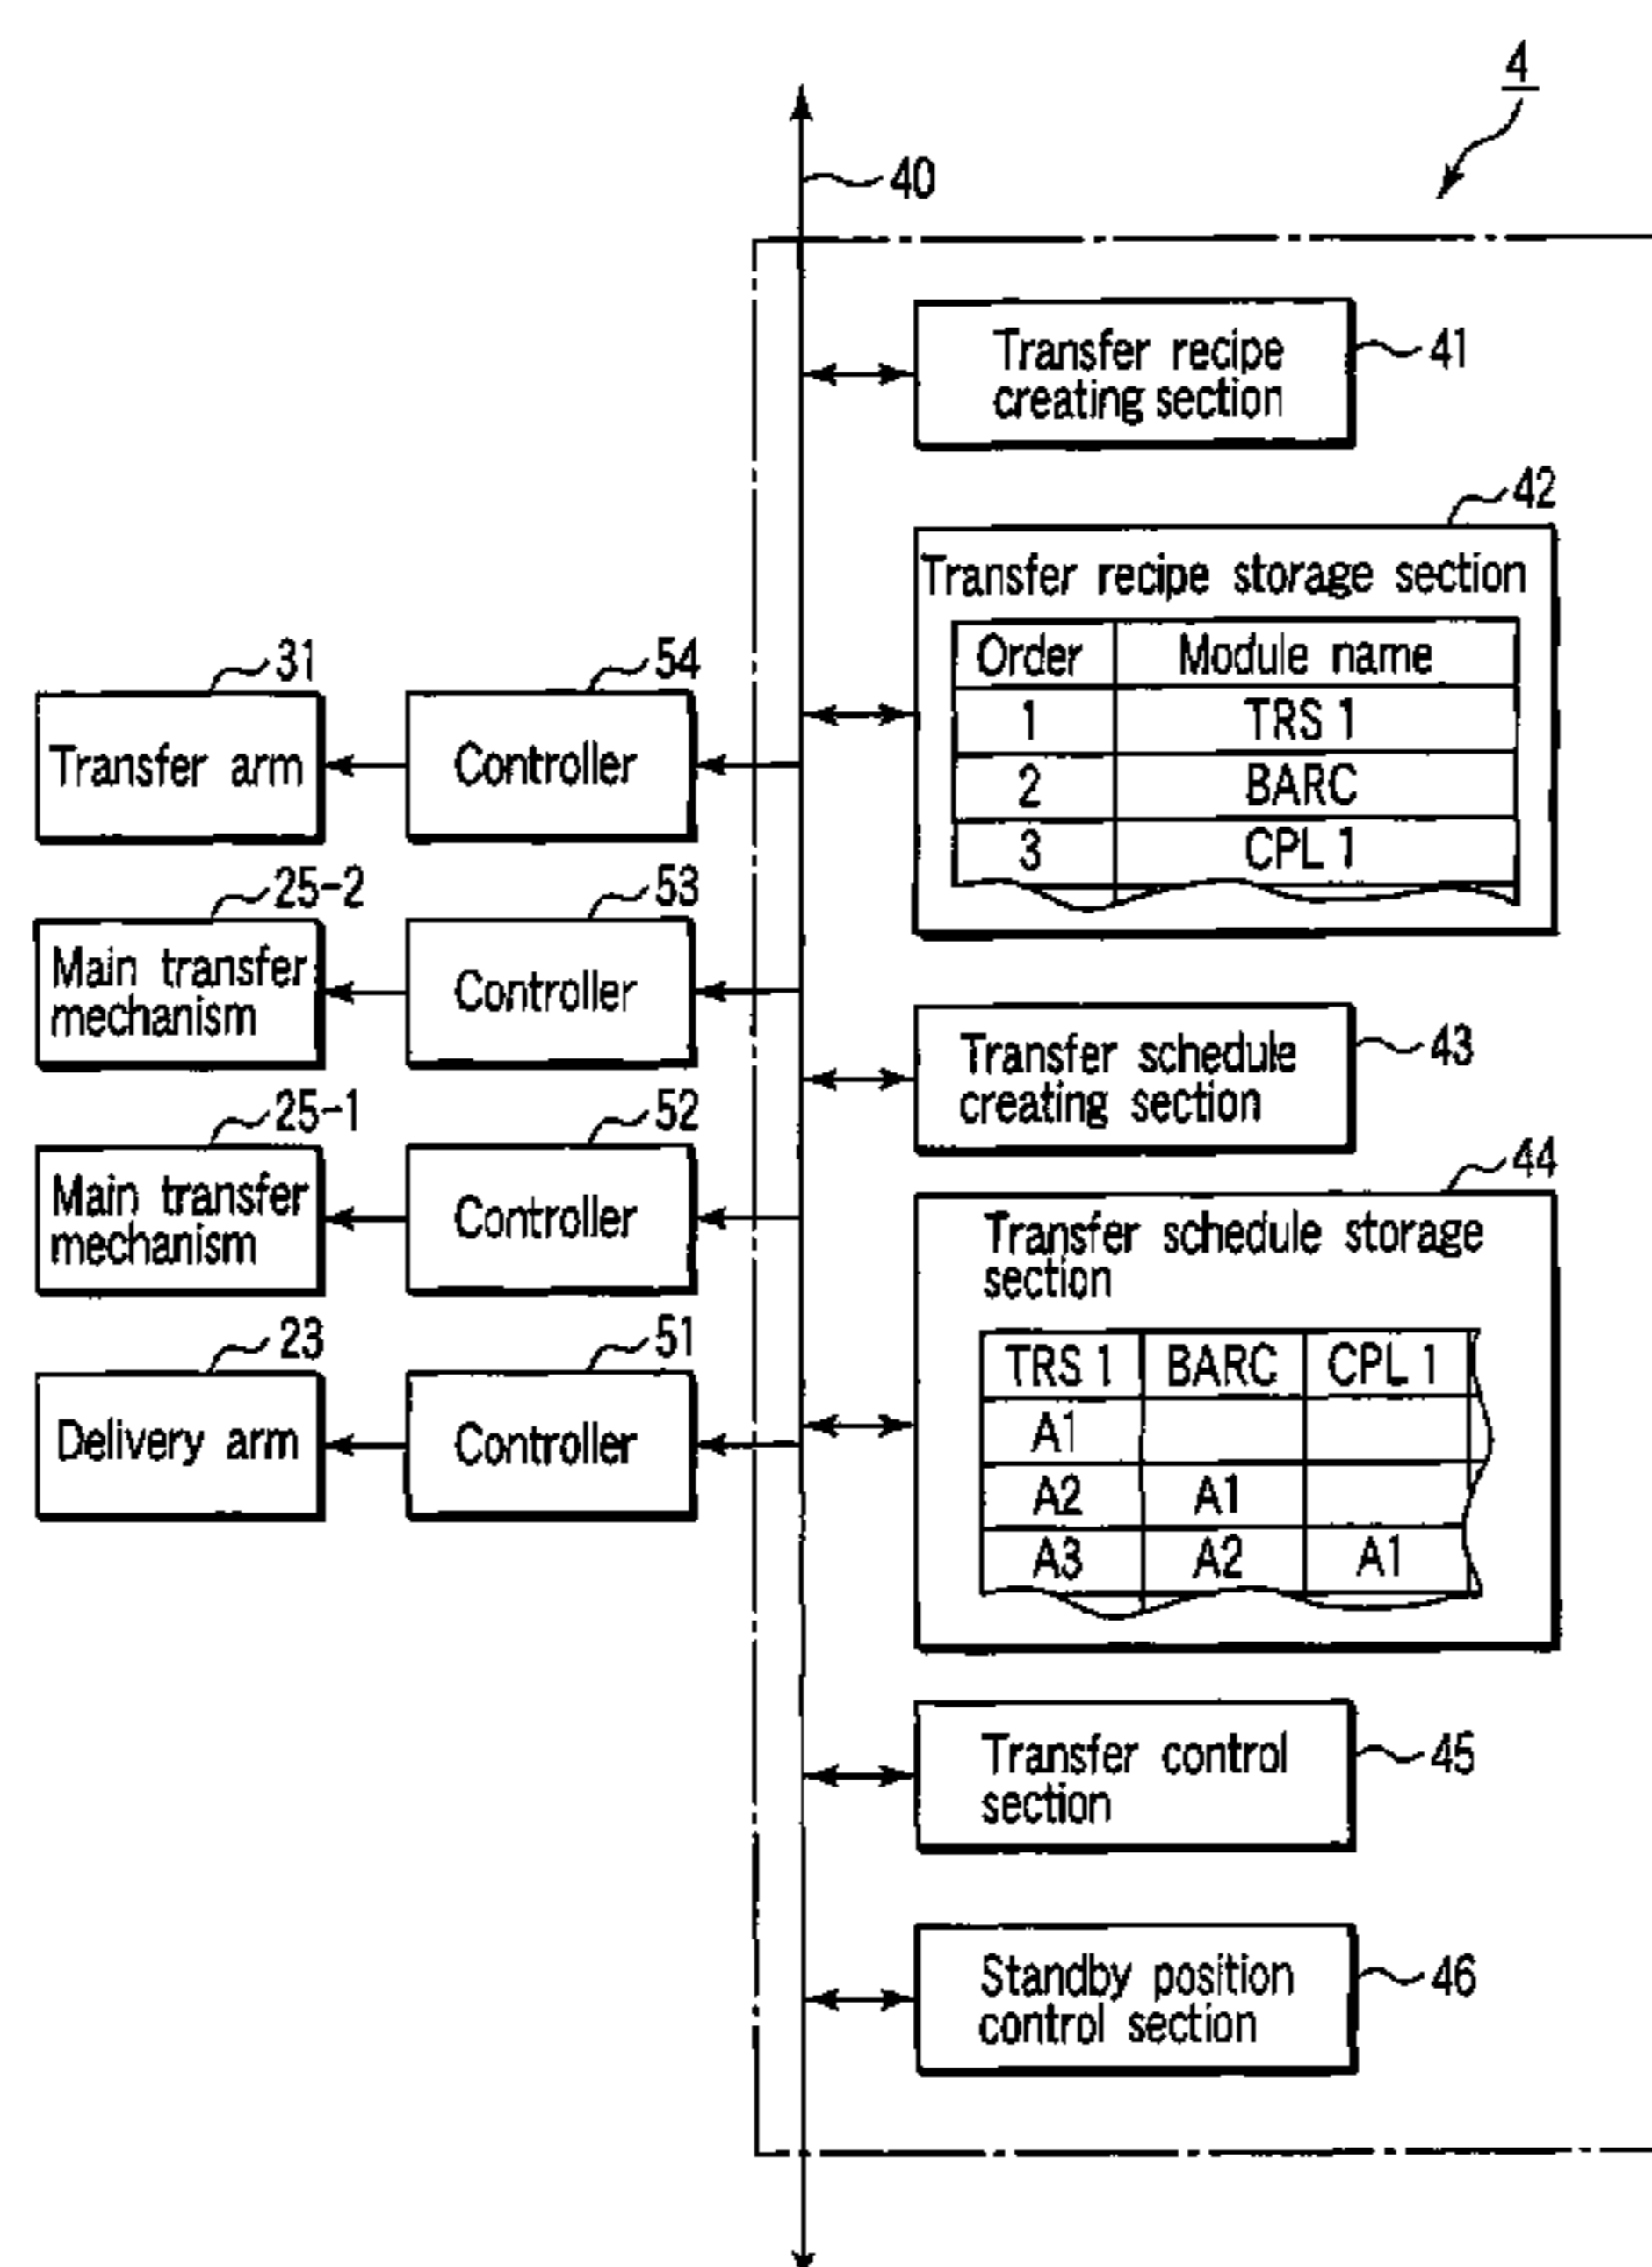 4
40
Transfer recipe
creating section
41
42
Transfer recipe storage section
Order Module name
1 TRS 1
2 BARC
3 CPL 1
31
54
Transfer arm
Controller
25-2
53
Main transfer
mechanism
Controller
Transfer schedule
creating section
43
25-1
52
Main transfer
mechanism
Controller
44
Transfer schedule storage
section
TRS 1 BARC CPL 1
A1
A2 A1
A3 A2 A1
23
51
Delivery arm
Controller
Transfer control
section
45
Standby position
control section
46